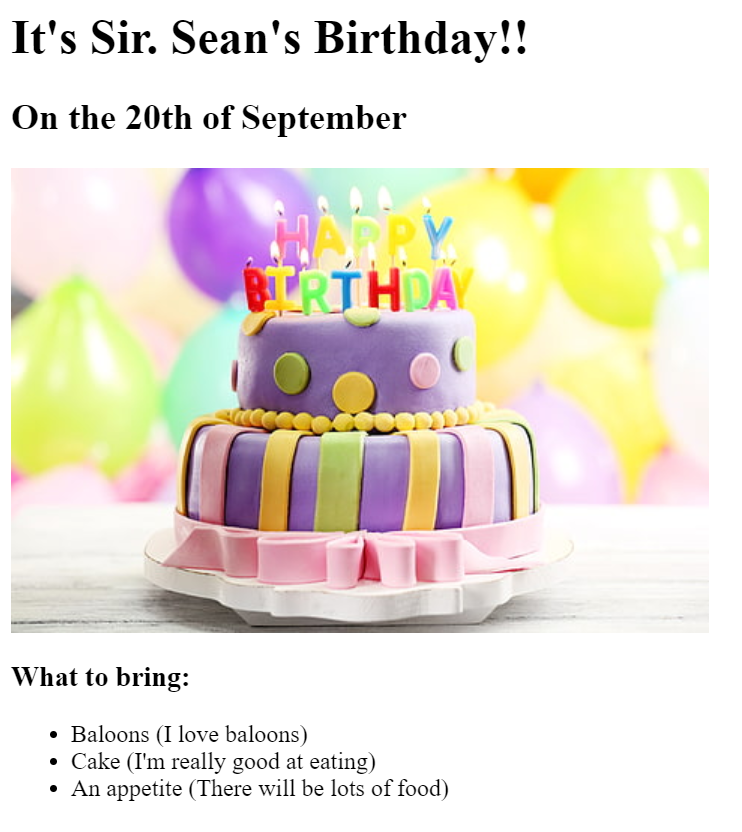 It's Sir. Sean's Birthday!!
On the 20th of September
HAPPY
BIRTHDAY
What to bring:
Baloons (I love baloons)
Cake (I'm really good at eating)
An appetite (There will be lots of food)